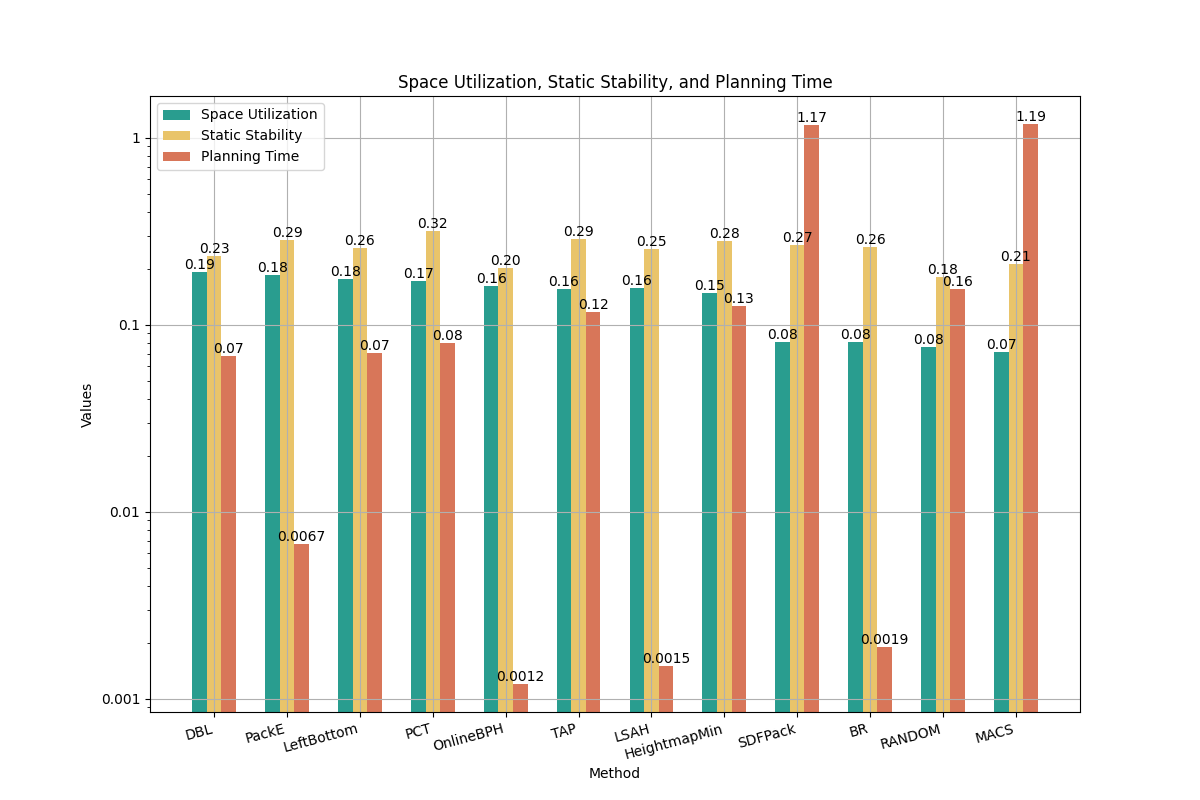 Space Utilization, Static Stability, and Planning Time
Space Utilization
Static Stability
Planning Time
Values
1
0.1
0.01
0.001
0.19 0.23 0.07
0.18 0.29 0.0067
0.18 0.26 0.07
0.17 0.32 0.08
0.16 0.20 0.0012
0.16 0.29 0.12
0.16 0.25 0.0015
0.15 0.28 0.13
0.08 0.27 1.17
0.08 0.26 0.0019
0.08 0.18 0.16
0.07 0.21 1.19
DBL PackE LeftBottom PCT OnlineBPH TAP LSAH HeightmapMin SDFPack BR RANDOM MACS
Method